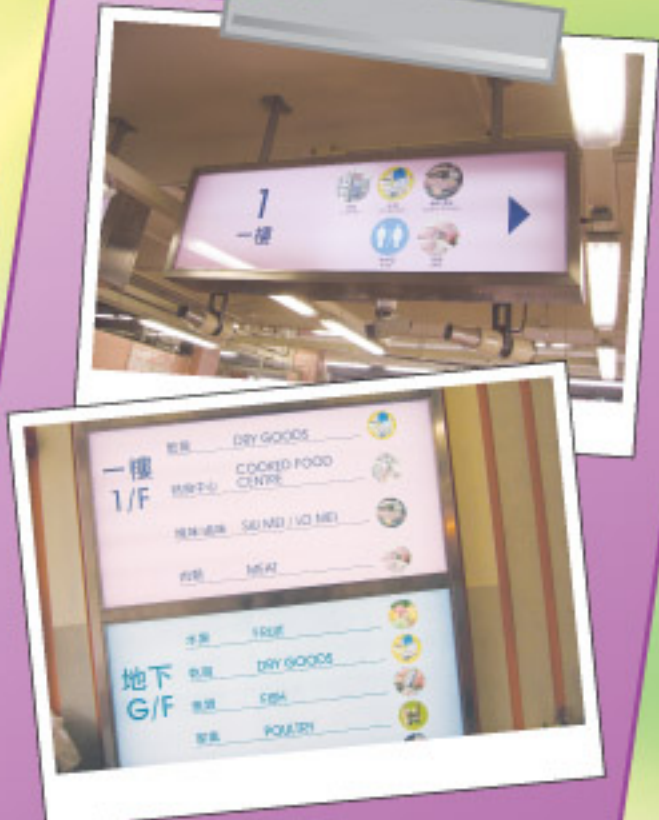 1
一樓
一樓
1/F
乾貨 DRY GOODS
熟食中心 COOKED FOOD
CENTRE
燒味/滷味 SIU MEI / LO MEI
肉類 MEAT
地下
G/F
水果 FRUIT
乾貨 DRY GOODS
魚類 FISH
家禽 POULTRY